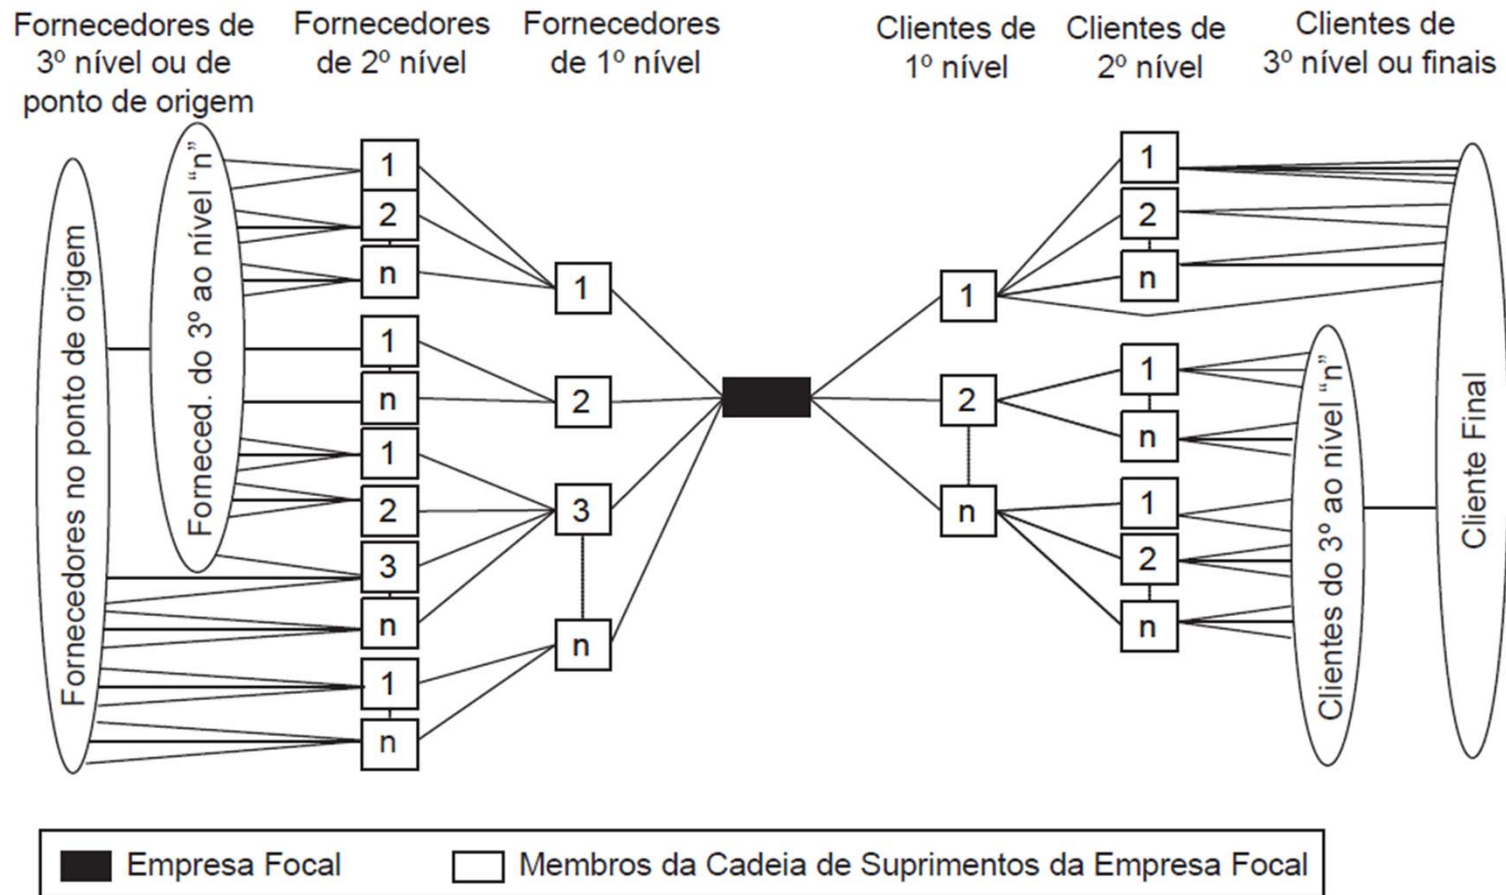 Fornecedores de
3º nível ou de
ponto de origem
Fornecedores
de 2º nível
Fornecedores
de 1º nível
Clientes de
1º nível
Clientes de
2º nível
Clientes de
3º nível ou finais
Fornecedores no ponto de origem
Forneced. do 3º ao nível “n”
1
2
n
1
n
1
2
3
n
1
n
1
2
3
n
1
2
n
1
2
n
1
n
1
2
n
Clientes do 3º ao nível “n”
Cliente Final
Empresa Focal
Membros da Cadeia de Suprimentos da Empresa Focal